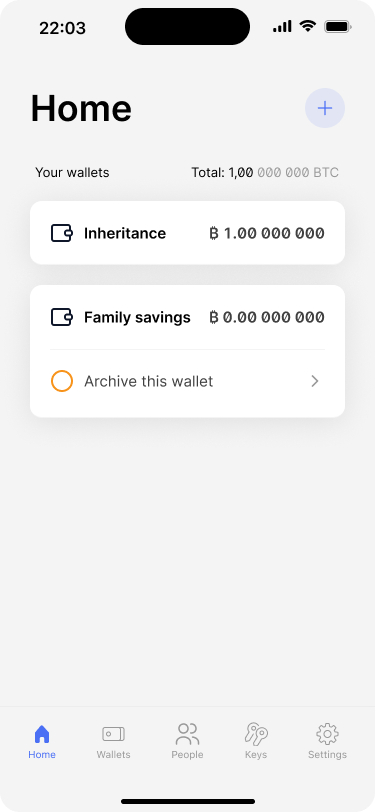 22:03
Home
Your wallets
Total: 1,00 000 000 BTC
Inheritance
₿ 1.00 000 000
Family savings
₿ 0.00 000 000
Archive this wallet
Home
Wallets
People
Keys
Settings